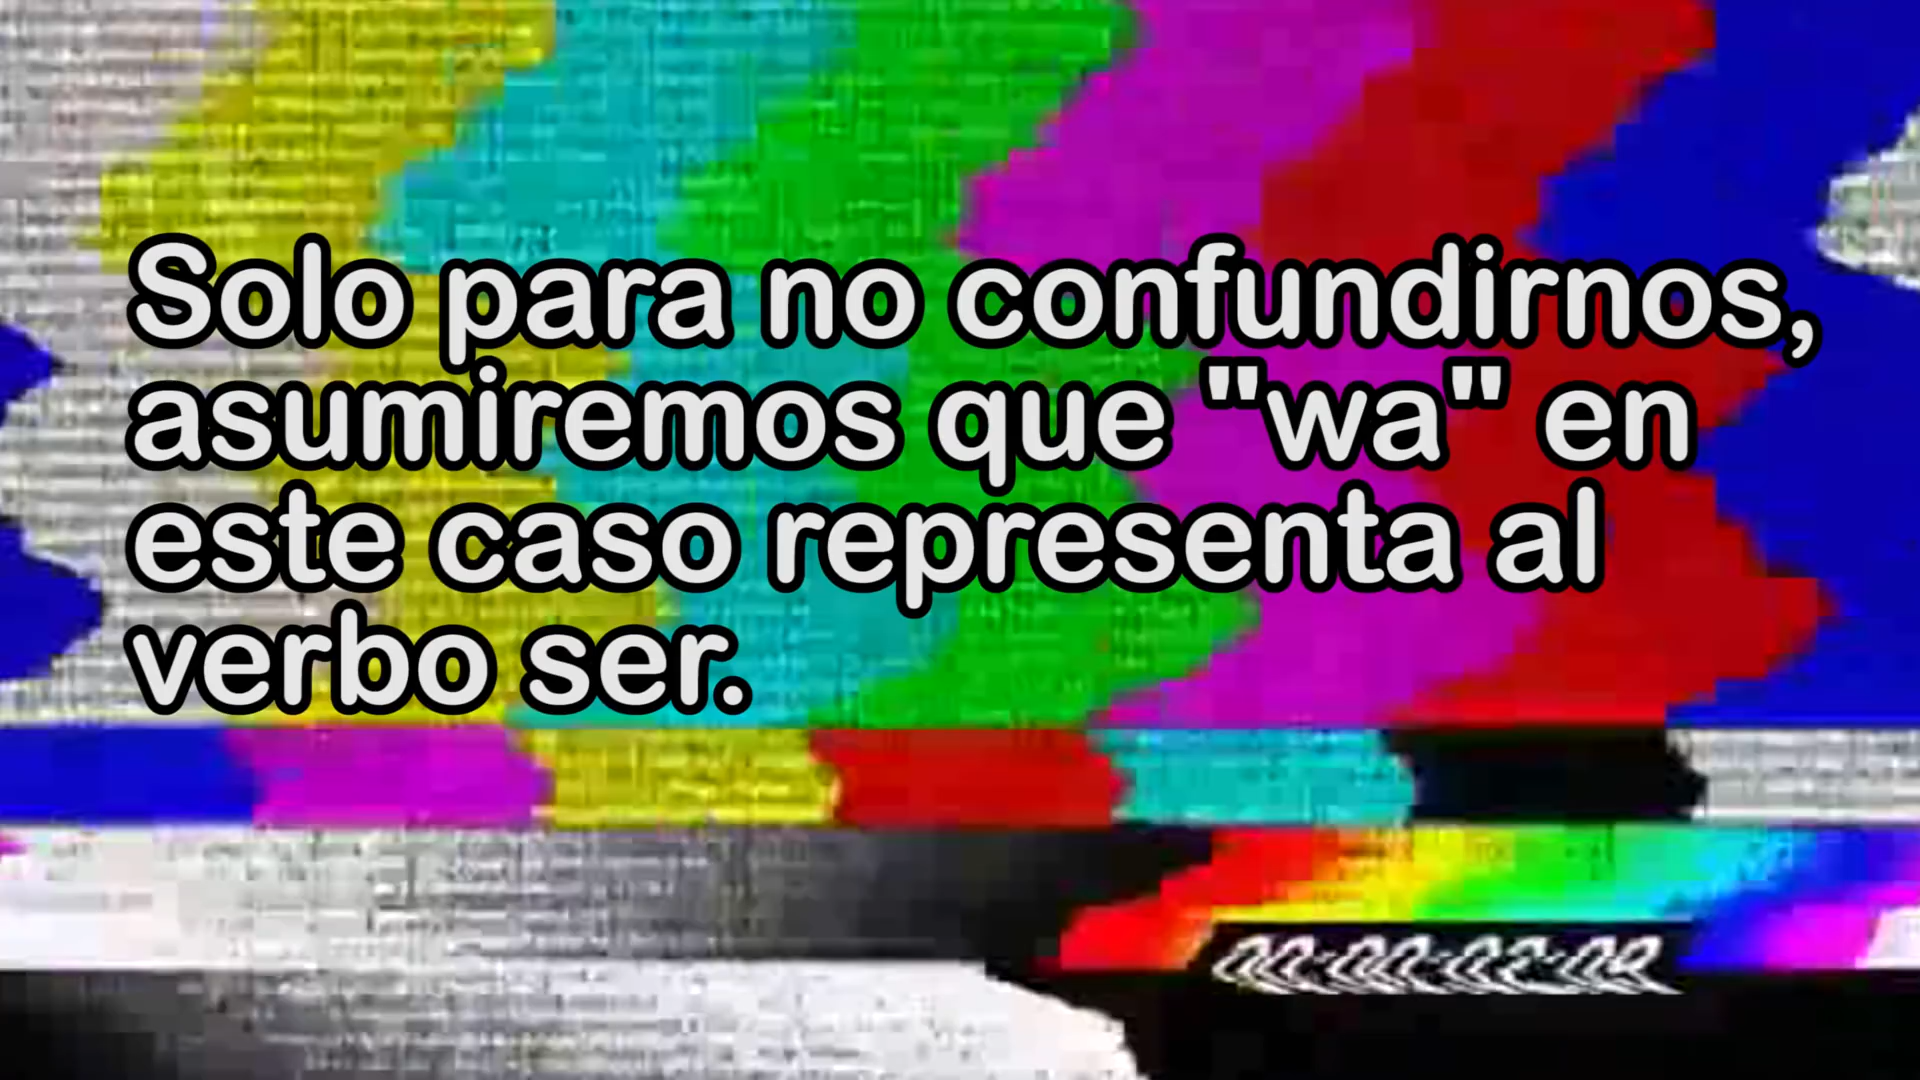 Solo para no confundirnos,
asumiremos que "wa" en
este caso representa al
verbo ser.